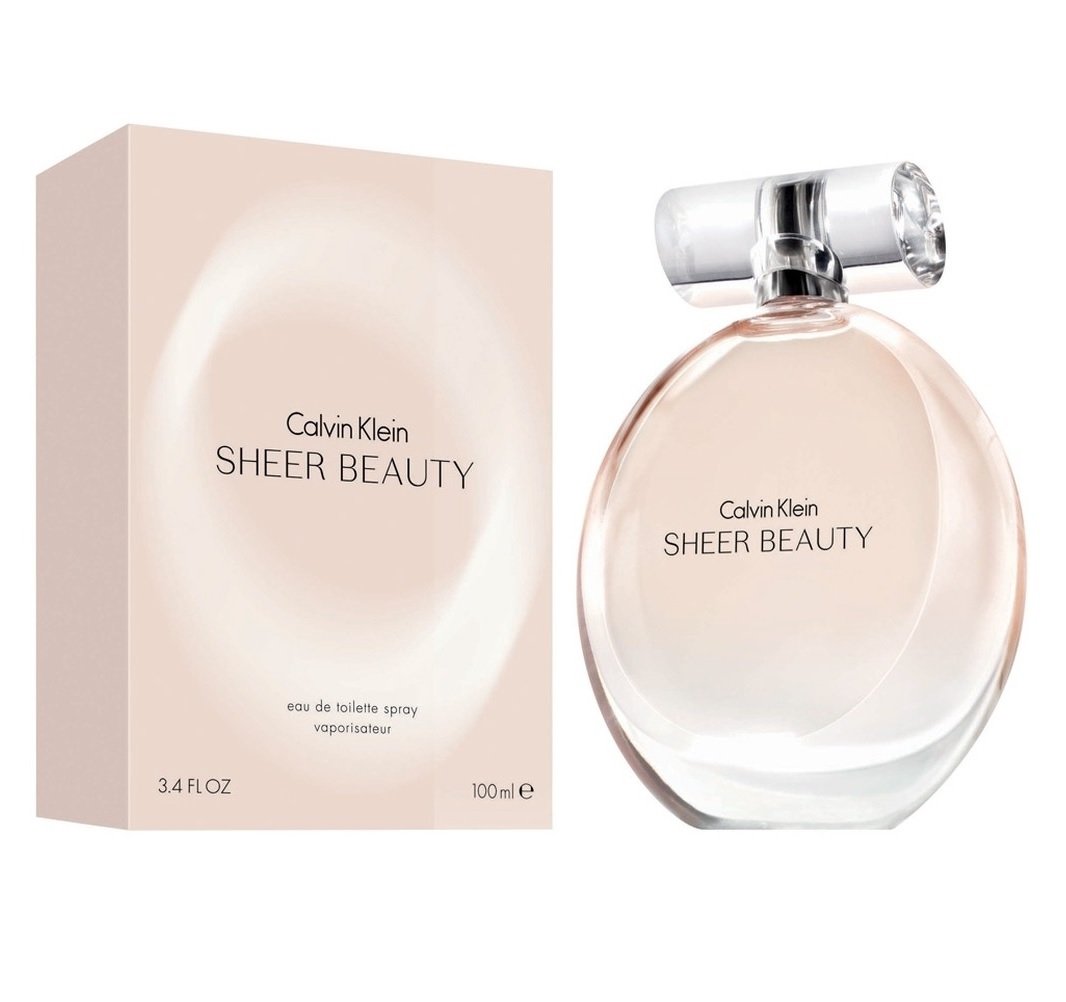 Calvin Klein
SHEER BEAUTY
eau de toilette spray
vaporisateur
3.4 FL OZ
100 ml ℮
Calvin Klein
SHEER BEAUTY